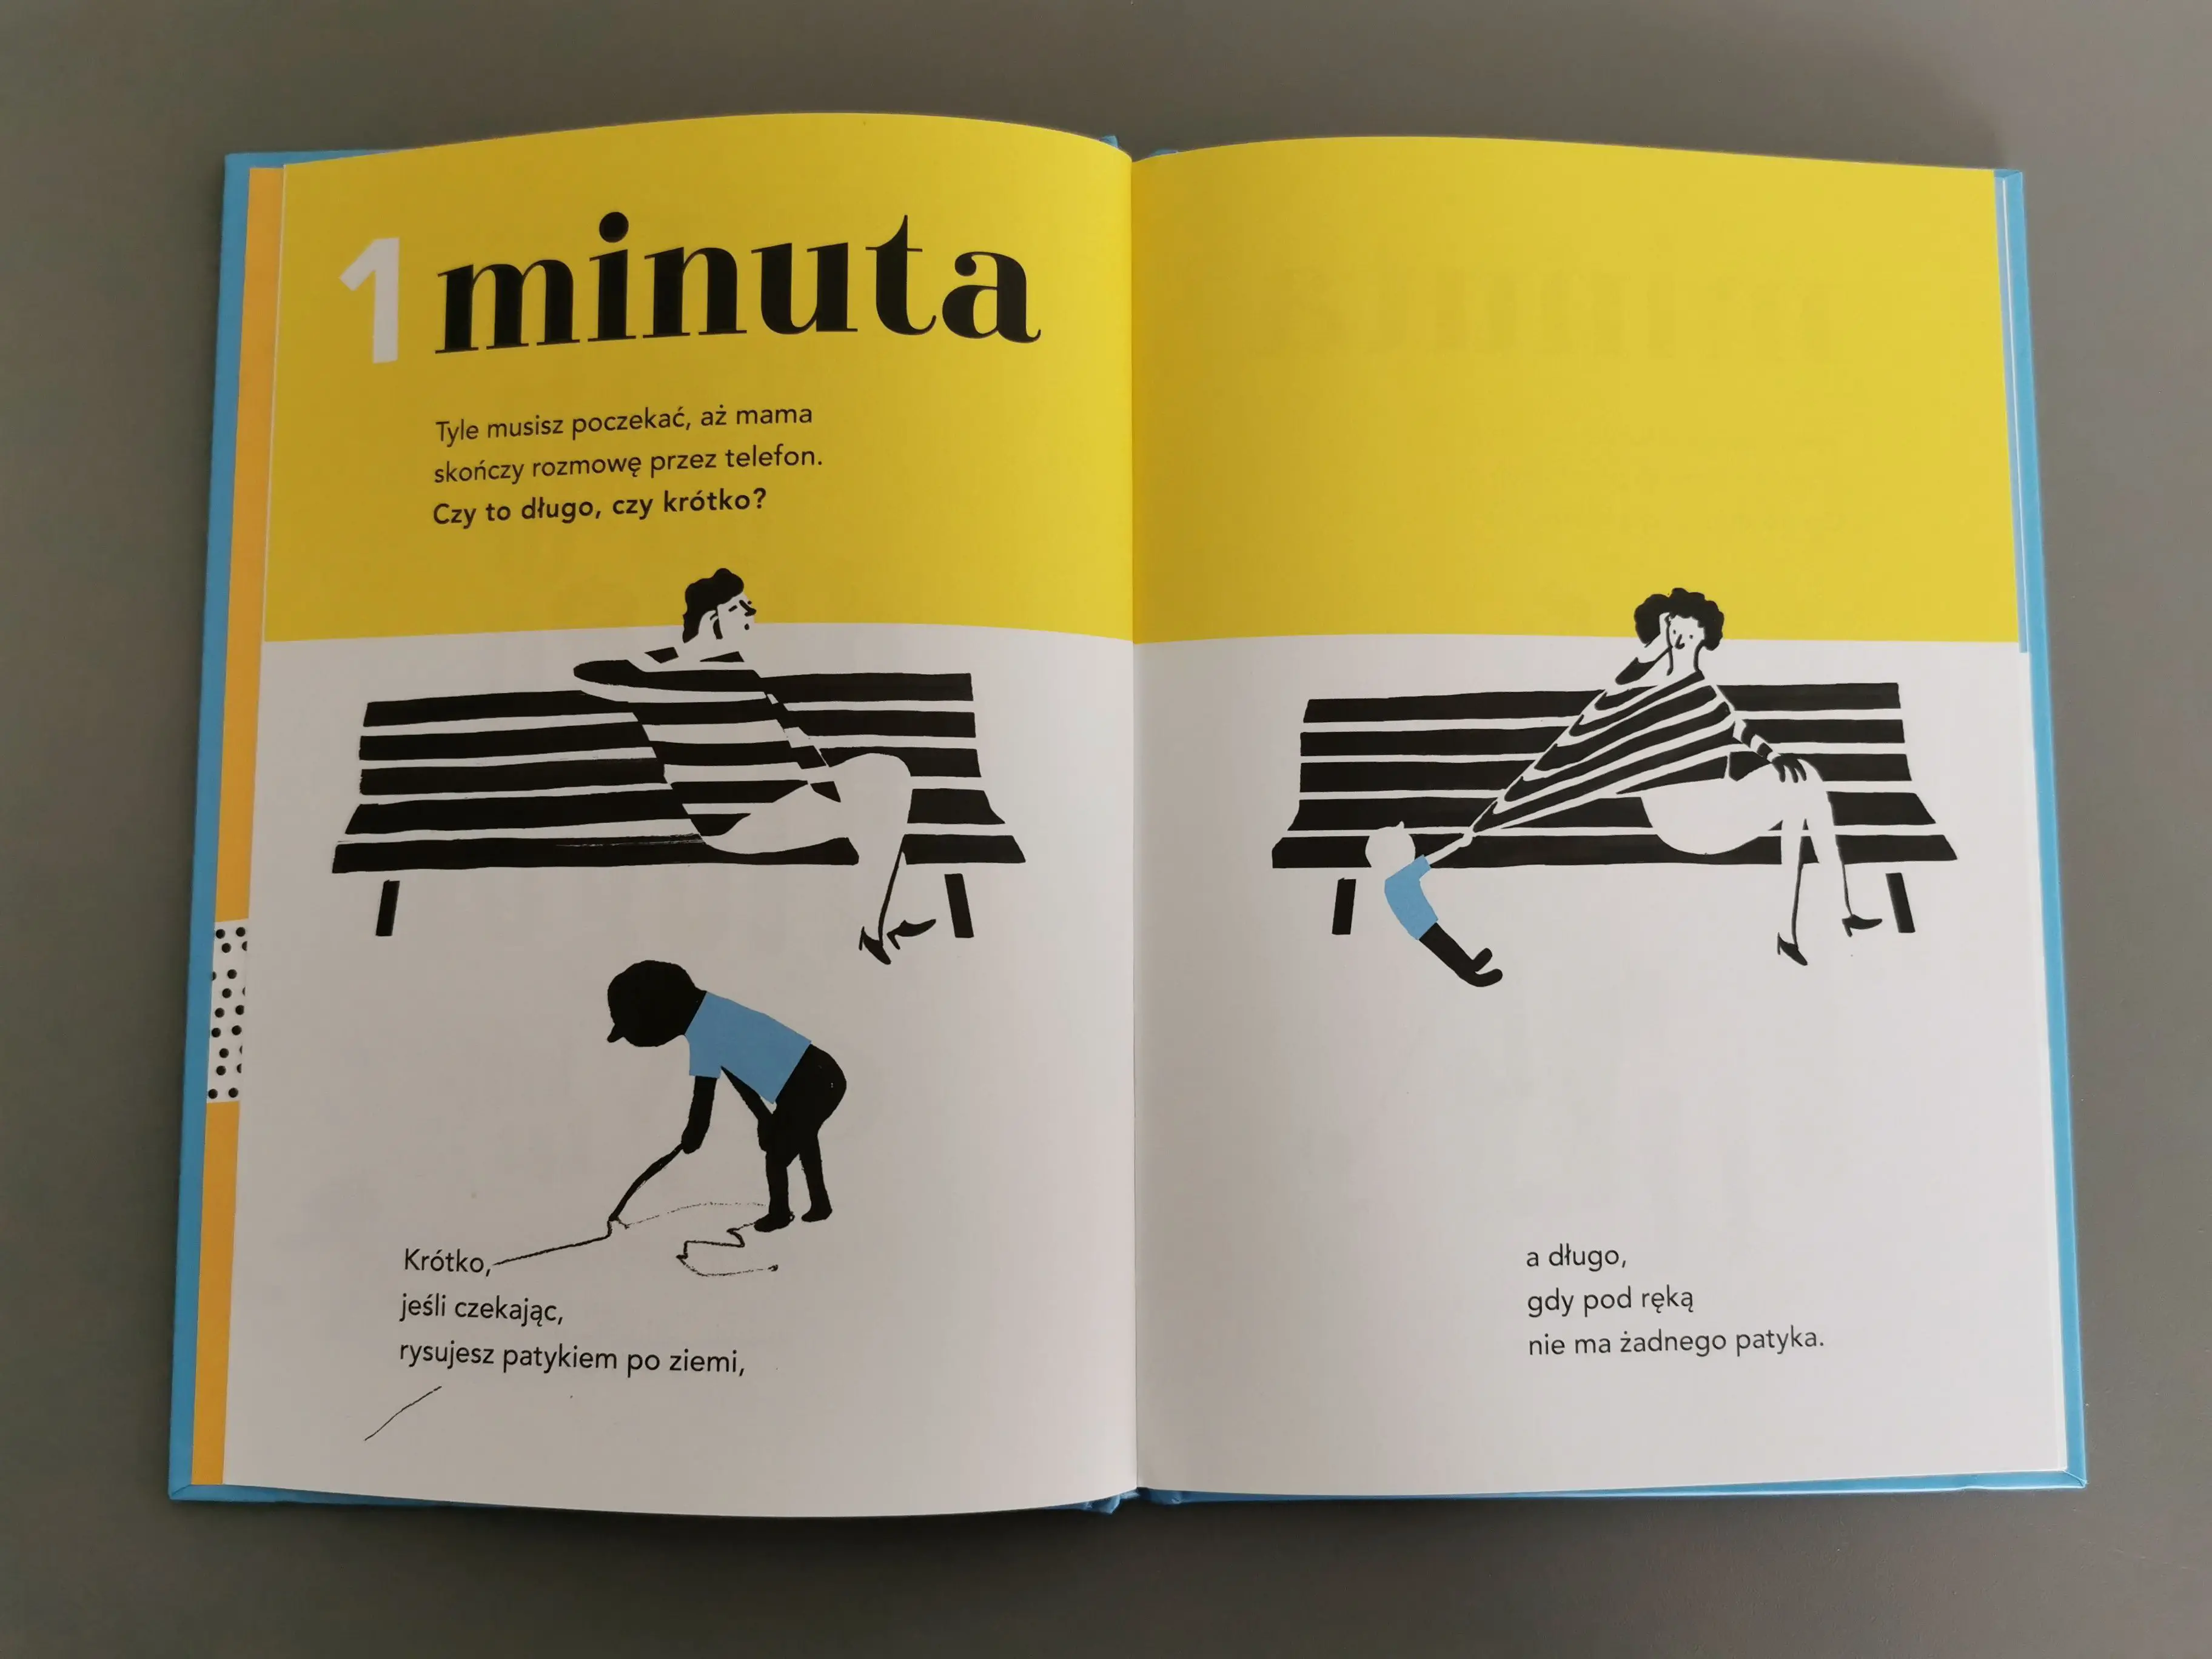 1 minuta
Tyle musisz poczekać, aż mama
skończy rozmowę przez telefon.
Czy to długo, czy krótko?
Krótko,
jeśli czekając,
rysujesz patykiem po ziemi,
a długo,
gdy pod ręką
nie ma żadnego patyka.